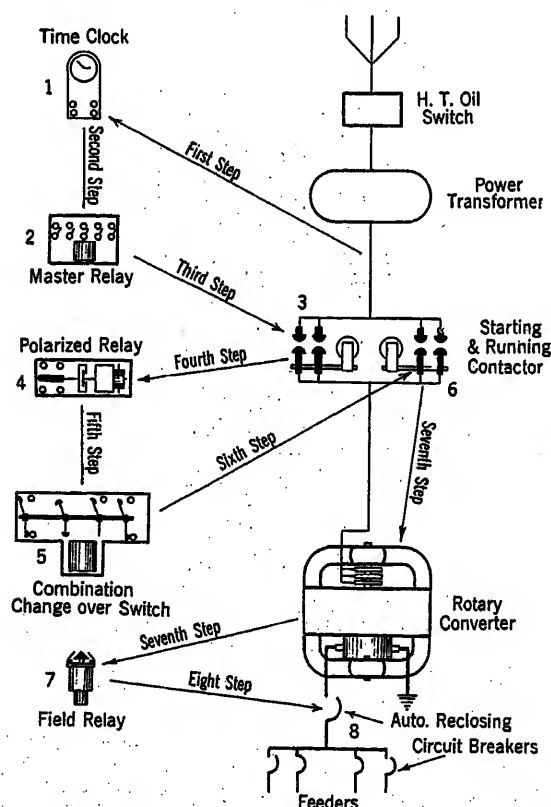 Time Clock
1
H. T. Oil
Switch
Second Step
First Step
Power
Transformer
2
Master Relay
Third Step
3
Starting
& Running
Contactor
Polarized Relay
4
Fourth Step
6
Fifth Step
Sixth Step
Seventh Step
5
Combination
Change over Switch
Rotary
Converter
Seventh Step
7
Eight Step
Field Relay
8
Auto. Reclosing
Circuit Breakers
Feeders